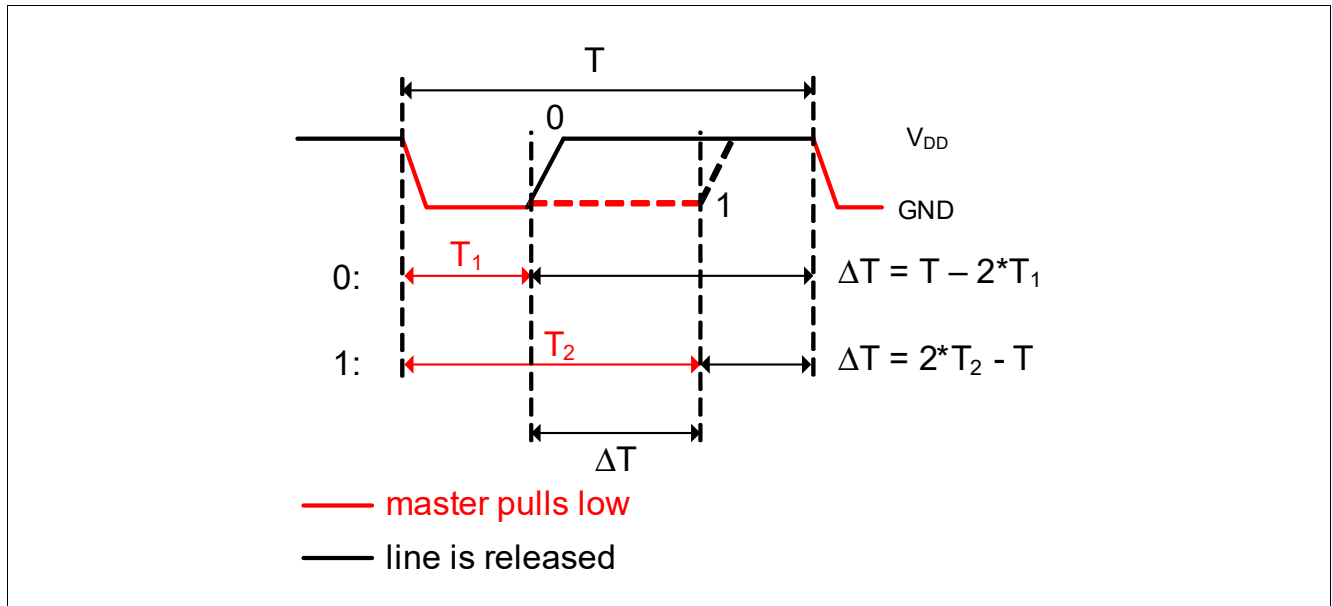 T
0
V_DD
1
GND
0:
T₁
ΔT = T – 2*T₁
1:
T₂
ΔT = 2*T₂ - T
ΔT
master pulls low
line is released